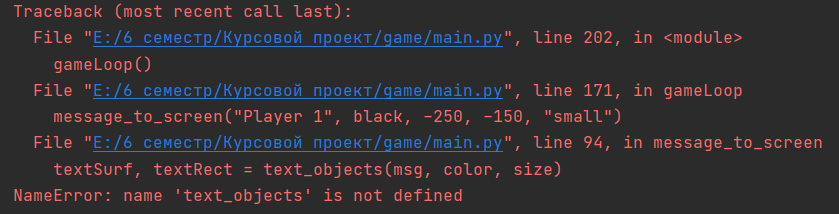 Traceback (most recent call last):
File "E:/6 семестр/Курсовой проект/game/main.py", line 202, in <module>
gameLoop()
File "E:/6 семестр/Курсовой проект/game/main.py", line 171, in gameLoop
message_to_screen("Player 1", black, -250, -150, "small")
File "E:/6 семестр/Курсовой проект/game/main.py", line 94, in message_to_screen
textSurf, textRect = text_objects(msg, color, size)
NameError: name 'text_objects' is not defined